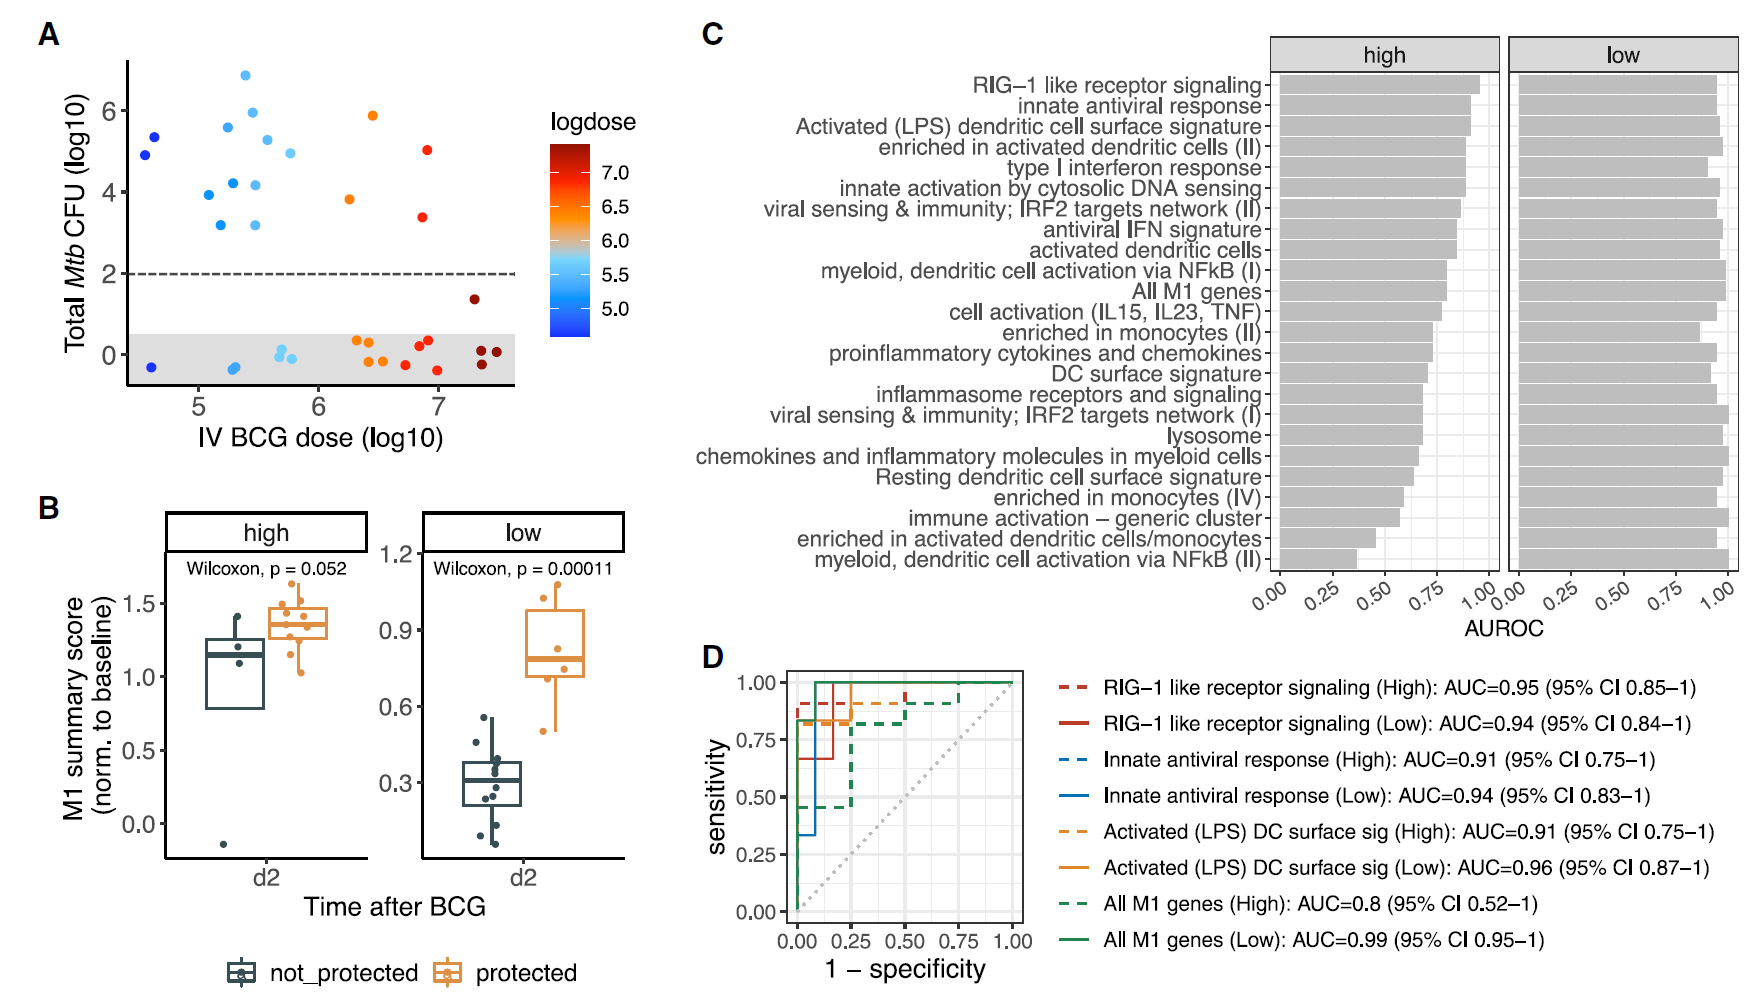 A
Total Mtb CFU (log10)
6
4
2
0
5
6
7
IV BCG dose (log10)
logdose
7.0
6.5
6.0
5.5
5.0
B
high
low
Wilcoxon, p = 0.052
Wilcoxon, p = 0.00011
M1 summary score
(norm. to baseline)
1.5
1.0
0.5
0.0
1.2
0.9
0.6
0.3
d2
d2
Time after BCG
not_protected
protected
C
high
low
RIG−1 like receptor signaling
innate antiviral response
Activated (LPS) dendritic cell surface signature
enriched in activated dendritic cells (II)
type I interferon response
innate activation by cytosolic DNA sensing
viral sensing & immunity; IRF2 targets network (II)
antiviral IFN signature
activated dendritic cells
myeloid, dendritic cell activation via NFkB (I)
All M1 genes
cell activation (IL15, IL23, TNF)
enriched in monocytes (II)
proinflammatory cytokines and chemokines
DC surface signature
inflammasome receptors and signaling
viral sensing & immunity; IRF2 targets network (I)
lysosome
chemokines and inflammatory molecules in myeloid cells
Resting dendritic cell surface signature
enriched in monocytes (IV)
immune activation − generic cluster
enriched in activated dendritic cells/monocytes
myeloid, dendritic cell activation via NFkB (II)
0.00
0.25
0.50
0.75
1.00
0.00
0.25
0.50
0.75
1.00
AUROC
D
sensitivity
1.00
0.75
0.50
0.25
0.00
0.00
0.25
0.50
0.75
1.00
1 − specificity
RIG−1 like receptor signaling (High): AUC=0.95 (95% CI 0.85−1)
RIG−1 like receptor signaling (Low): AUC=0.94 (95% CI 0.84−1)
Innate antiviral response (High): AUC=0.91 (95% CI 0.75−1)
Innate antiviral response (Low): AUC=0.94 (95% CI 0.83−1)
Activated (LPS) DC surface sig (High): AUC=0.91 (95% CI 0.75−1)
Activated (LPS) DC surface sig (Low): AUC=0.96 (95% CI 0.87−1)
All M1 genes (High): AUC=0.8 (95% CI 0.52−1)
All M1 genes (Low): AUC=0.99 (95% CI 0.95−1)